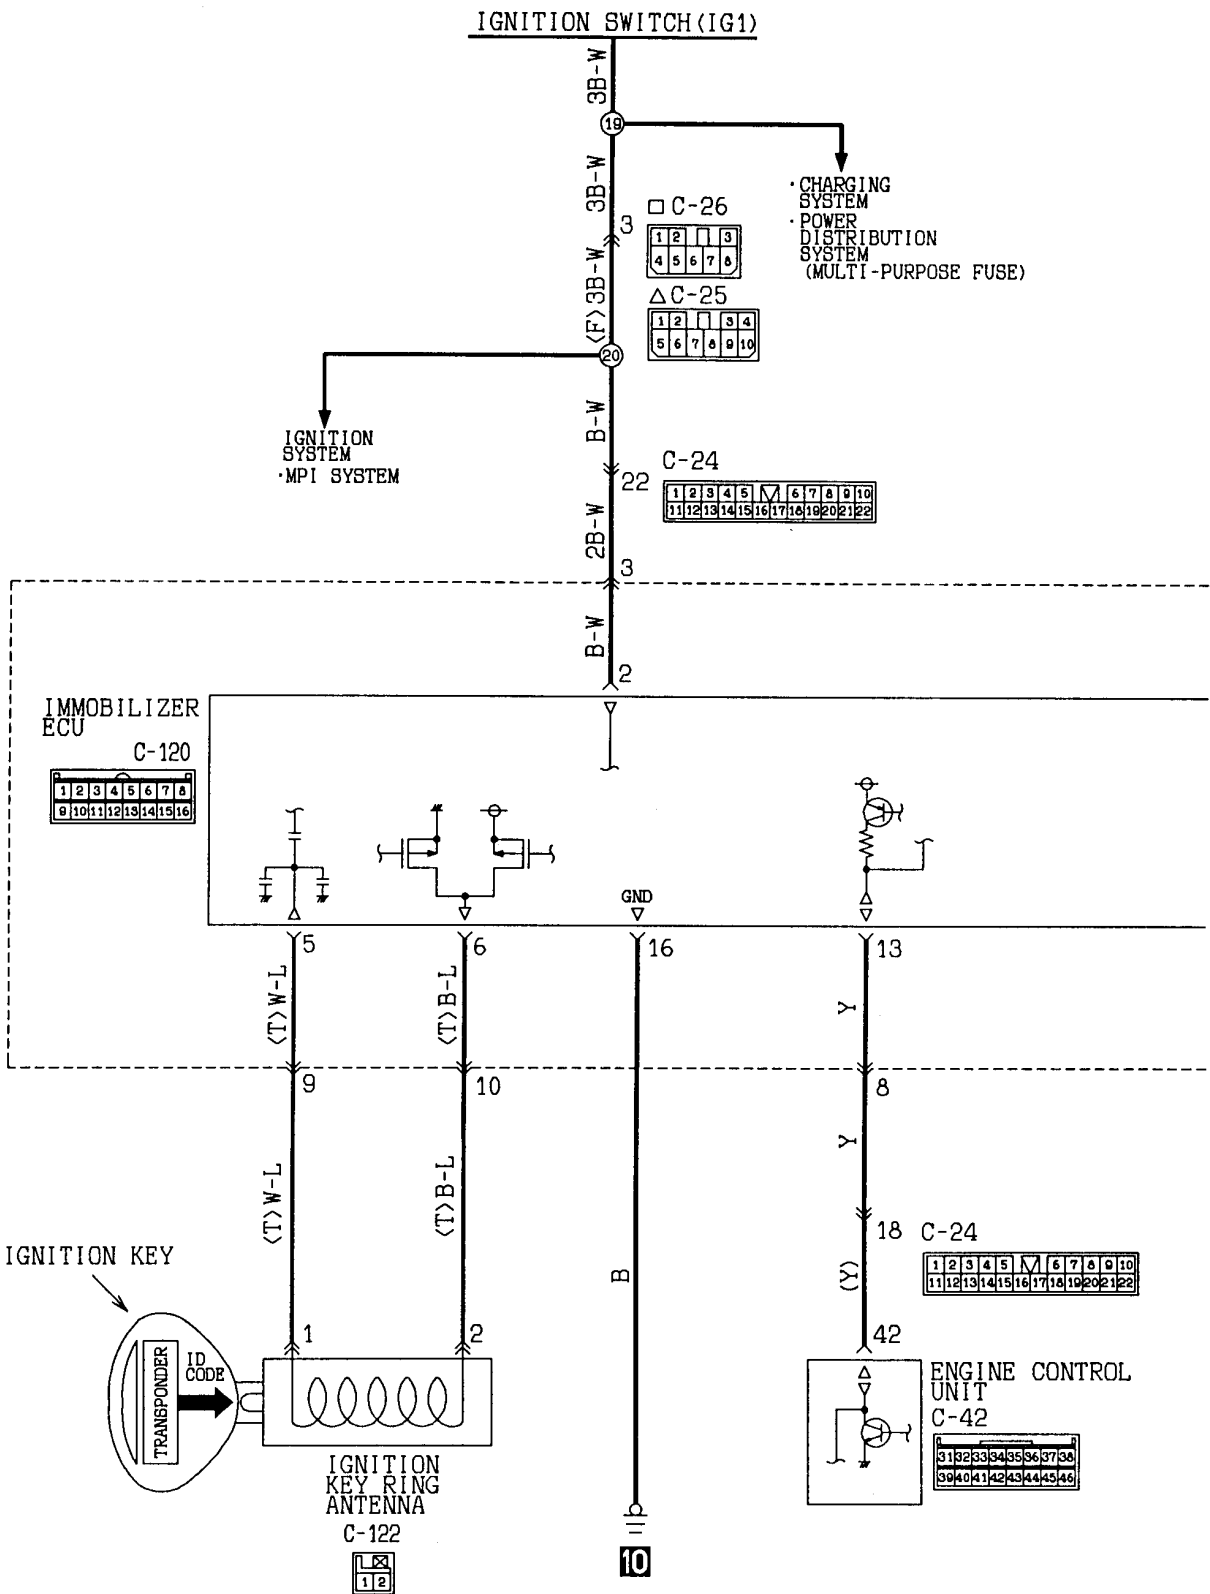 IGNITION SWITCH(IG1)
3B-W
19
3B-W
·CHARGING
SYSTEM
·POWER
DISTRIBUTION
SYSTEM
(MULTI-PURPOSE FUSE)
3
□ C-26
1 2 3
4 5 6 7 8
<F>3B-W
△ C-25
1 2 3 4
5 6 7 8 9 10
20
IGNITION
SYSTEM
·MPI SYSTEM
B-W
22
C-24
1 2 3 4 5 6 7 8 9 10
11 12 13 14 15 16 17 18 19 20 21 22
2B-W
3
B-W
2
IMMOBILIZER
ECU
C-120
1 2 3 4 5 6 7 8
9 10 11 12 13 14 15 16
GND
5
6
16
13
<T>W-L
<T>B-L
Y
9
10
8
<T>W-L
<T>B-L
B
Y
18
C-24
1 2 3 4 5 6 7 8 9 10
11 12 13 14 15 16 17 18 19 20 21 22
(Y)
IGNITION KEY
1
2
42
TRANSPONDER
ID
CODE
ENGINE CONTROL
UNIT
C-42
31 32 33 34 35 36 37 38
39 40 41 42 43 44 45 46
IGNITION
KEY RING
ANTENNA
C-122
1 2
10